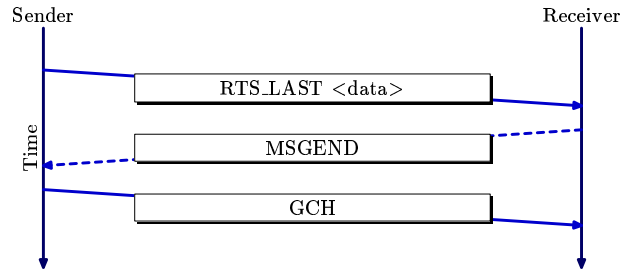 Sender
Receiver
RTS_LAST <data>
Time
MSGEND
GCH